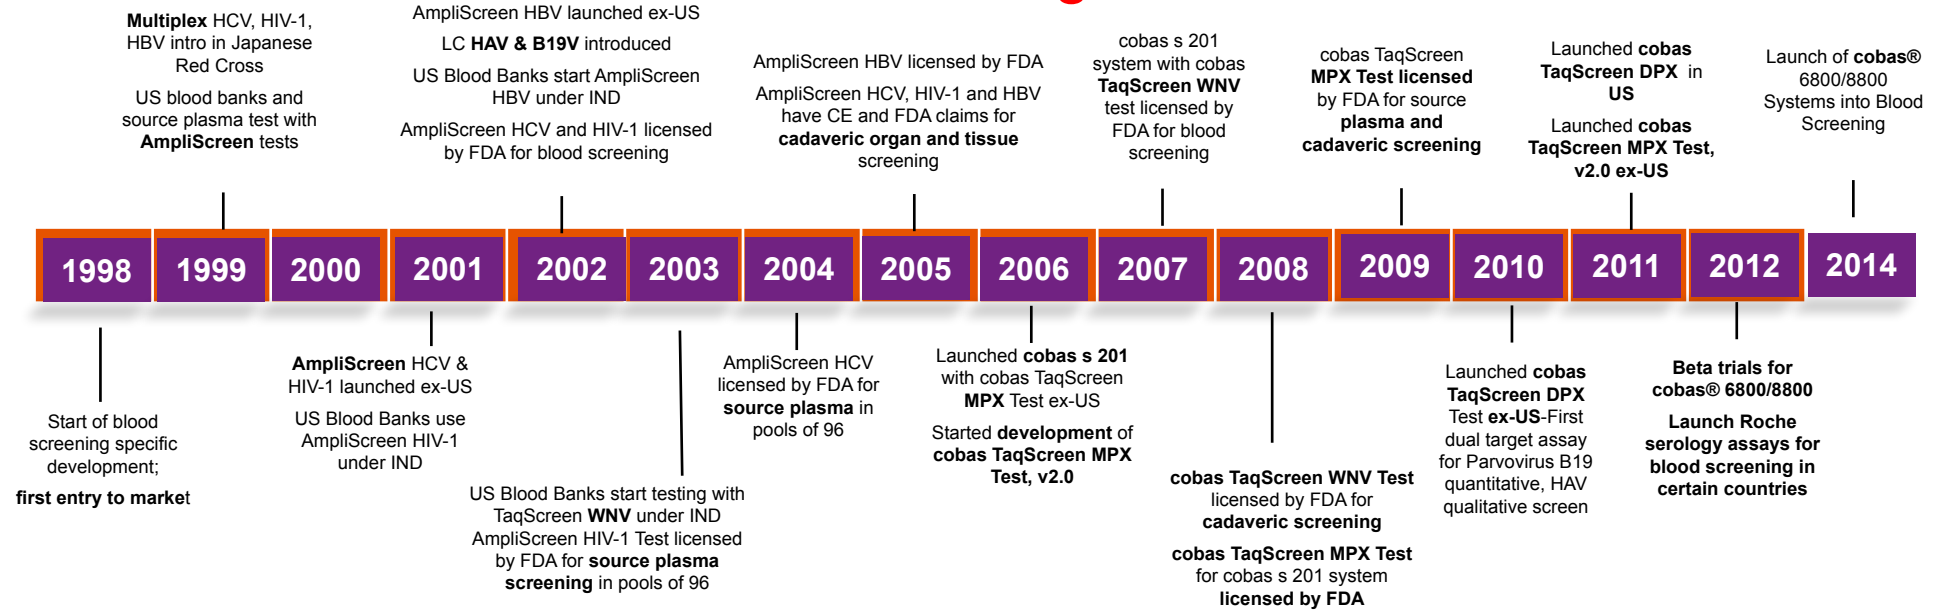 Multiplex HCV, HIV-1,
HBV intro in Japanese
Red Cross
US blood banks and
source plasma test with
AmpliScreen tests
AmpliScreen HBV launched ex-US
LC HAV & B19V introduced
US Blood Banks start AmpliScreen
HBV under IND
AmpliScreen HCV and HIV-1 licensed
by FDA for blood screening
AmpliScreen HBV licensed by FDA
AmpliScreen HCV, HIV-1 and HBV
have CE and FDA claims for
cadaveric organ and tissue
screening
cobas s 201
system with cobas
TaqScreen WNV
test licensed by
FDA for blood
screening
cobas TaqScreen
MPX Test licensed
by FDA for source
plasma and
cadaveric screening
Launched cobas
TaqScreen DPX in
US
Launched cobas
TaqScreen MPX Test,
v2.0 ex-US
Launch of cobas®
6800/8800
Systems into Blood
Screening
1998 1999 2000 2001 2002 2003 2004 2005 2006 2007 2008 2009 2010 2011 2012 2014
Start of blood
screening specific
development;
first entry to market
AmpliScreen HCV &
HIV-1 launched ex-US
US Blood Banks use
AmpliScreen HIV-1
under IND
US Blood Banks start testing with
TaqScreen WNV under IND
AmpliScreen HIV-1 Test licensed
by FDA for source plasma
screening in pools of 96
AmpliScreen HCV
licensed by FDA for
source plasma in
pools of 96
Launched cobas s 201
with cobas TaqScreen
MPX Test ex-US
Started development of
cobas TaqScreen MPX
Test, v2.0
cobas TaqScreen WNV Test
licensed by FDA for
cadaveric screening
cobas TaqScreen MPX Test
for cobas s 201 system
licensed by FDA
Launched cobas
TaqScreen DPX
Test ex-US-First
dual target assay
for Parvovirus B19
quantitative, HAV
qualitative screen
Beta trials for
cobas® 6800/8800
Launch Roche
serology assays for
blood screening in
certain countries